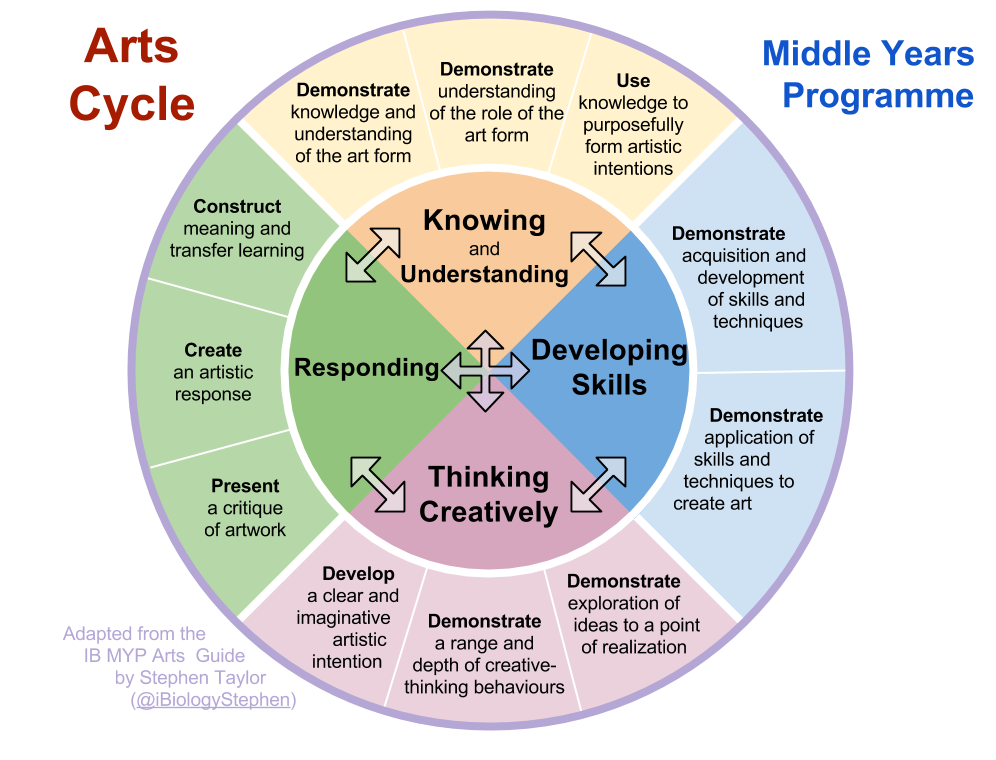 Arts
Cycle
Middle Years
Programme
Demonstrate
knowledge and
understanding
of the art form
Demonstrate
understanding
of the role of the
art form
Use
knowledge to
purposefully
form artistic
intentions
Demonstrate
acquisition and
development
of skills and
techniques
Demonstrate
application of
skills and
techniques to
create art
Demonstrate
exploration of
ideas to a point
of realization
Demonstrate
a range and
depth of creative-
thinking behaviours
Develop
a clear and
imaginative
artistic
intention
Present
a critique
of artwork
Create
an artistic
response
Construct
meaning and
transfer learning
Knowing
and
Understanding
Developing
Skills
Thinking
Creatively
Responding
Adapted from the
IB MYP Arts Guide
by Stephen Taylor
(@iBiologyStephen)